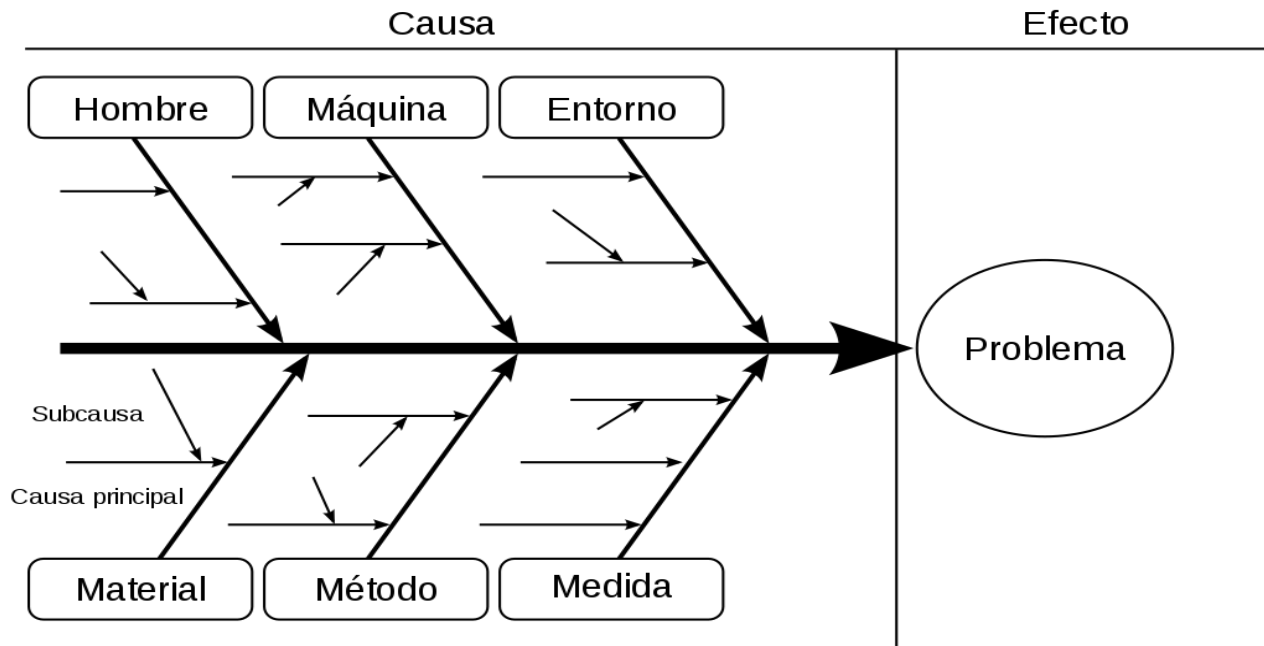 Causa
Efecto
Hombre
Máquina
Entorno
Problema
Subcausa
Causa principal
Material
Método
Medida